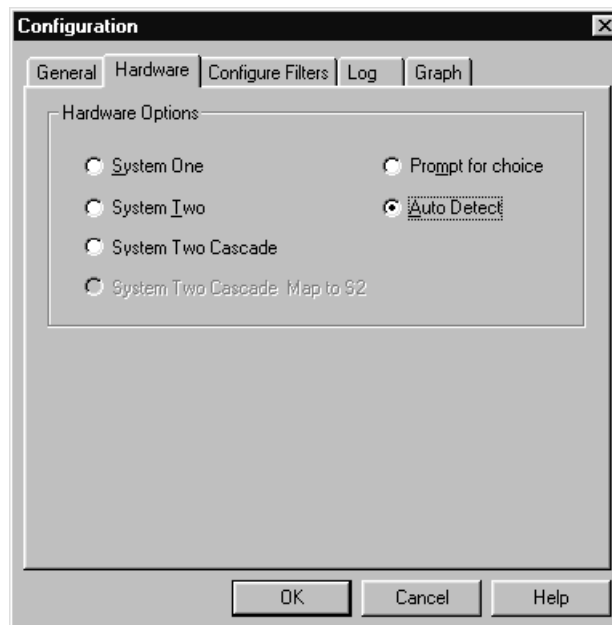 Configuration
General Hardware Configure Filters Log Graph
Hardware Options
System One Prompt for choice
System Two Auto Detect
System Two Cascade
System Two Cascade Map to S2
OK Cancel Help